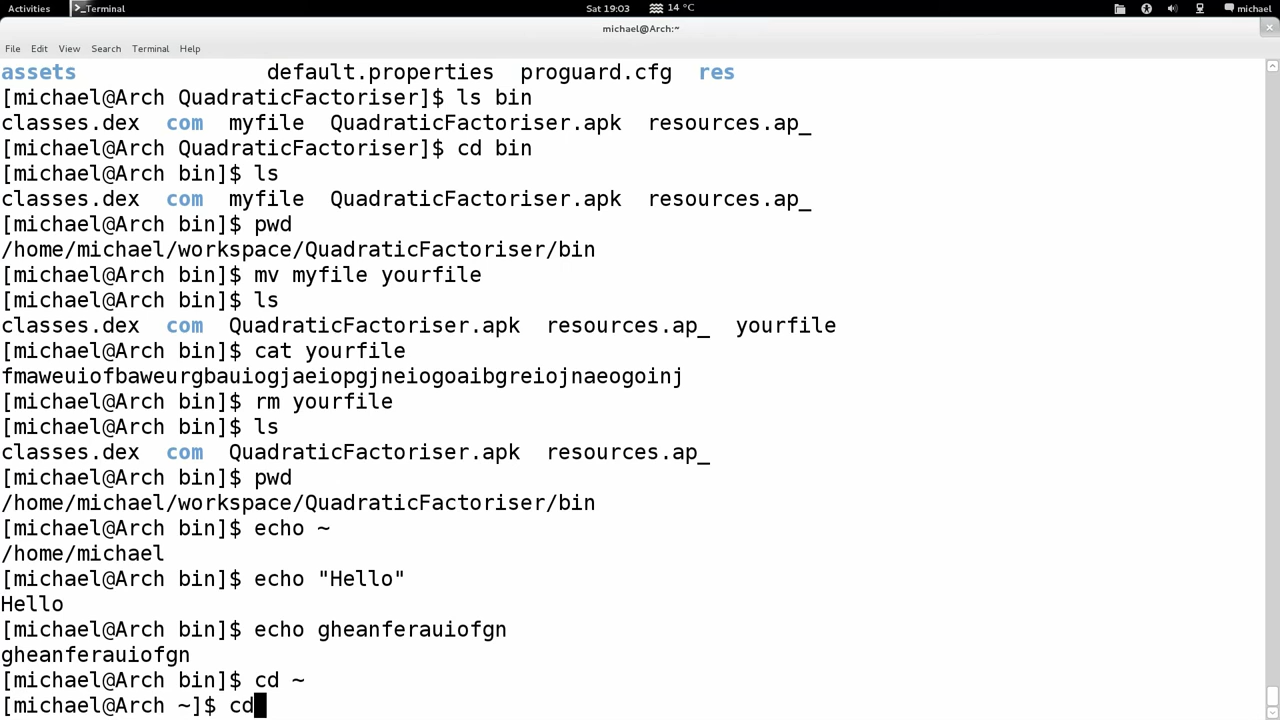 Activities >_Terminal Sat 19:03 14 °C michael
michael@Arch:~
File Edit View Search Terminal Help
assets default.properties proguard.cfg res
[michael@Arch QuadraticFactoriser]$ ls bin
classes.dex com myfile QuadraticFactoriser.apk resources.ap_
[michael@Arch QuadraticFactoriser]$ cd bin
[michael@Arch bin]$ ls
classes.dex com myfile QuadraticFactoriser.apk resources.ap_
[michael@Arch bin]$ pwd
/home/michael/workspace/QuadraticFactoriser/bin
[michael@Arch bin]$ mv myfile yourfile
[michael@Arch bin]$ ls
classes.dex com QuadraticFactoriser.apk resources.ap_ yourfile
[michael@Arch bin]$ cat yourfile
fmaweuiofbaweurgbauiogjaeiopgjneiogoaibgreiojnaeogoinj
[michael@Arch bin]$ rm yourfile
[michael@Arch bin]$ ls
classes.dex com QuadraticFactoriser.apk resources.ap_
[michael@Arch bin]$ pwd
/home/michael/workspace/QuadraticFactoriser/bin
[michael@Arch bin]$ echo ~
/home/michael
[michael@Arch bin]$ echo "Hello"
Hello
[michael@Arch bin]$ echo gheanferauiofgn
gheanferauiofgn
[michael@Arch bin]$ cd ~
[michael@Arch ~]$ cd